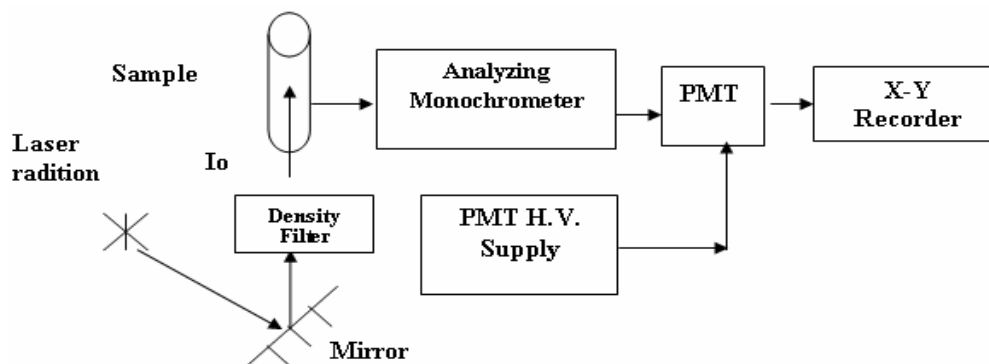 Sample
Analyzing
Monochrometer
PMT
X-Y
Recorder
Laser
radition
Io
Density
Filter
PMT H.V.
Supply
Mirror